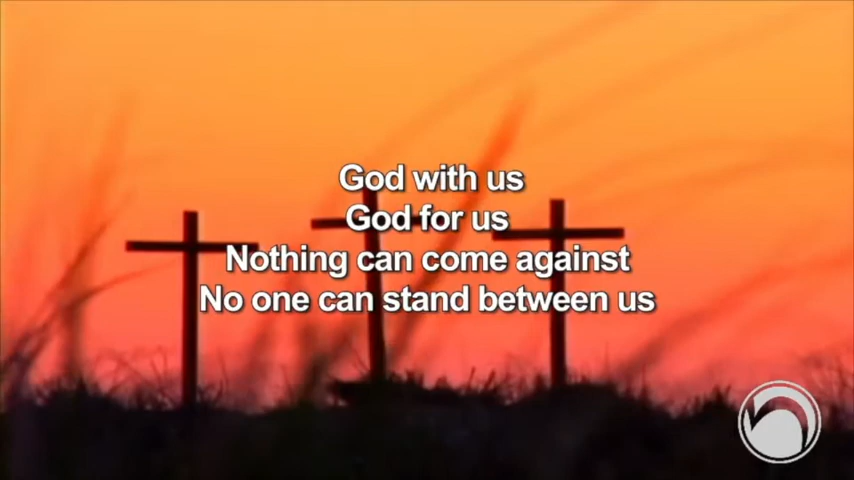 God with us
God for us
Nothing can come against
No one can stand between us